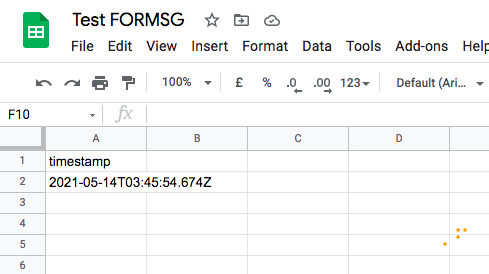 Test FORMSG
File Edit View Insert Format Data Tools Add-ons Help
100% £ % .0 .00 123 Default (Ari...
F10 fx
A B C D
1 timestamp
2 2021-05-14T03:45:54.674Z
3
4
5
6